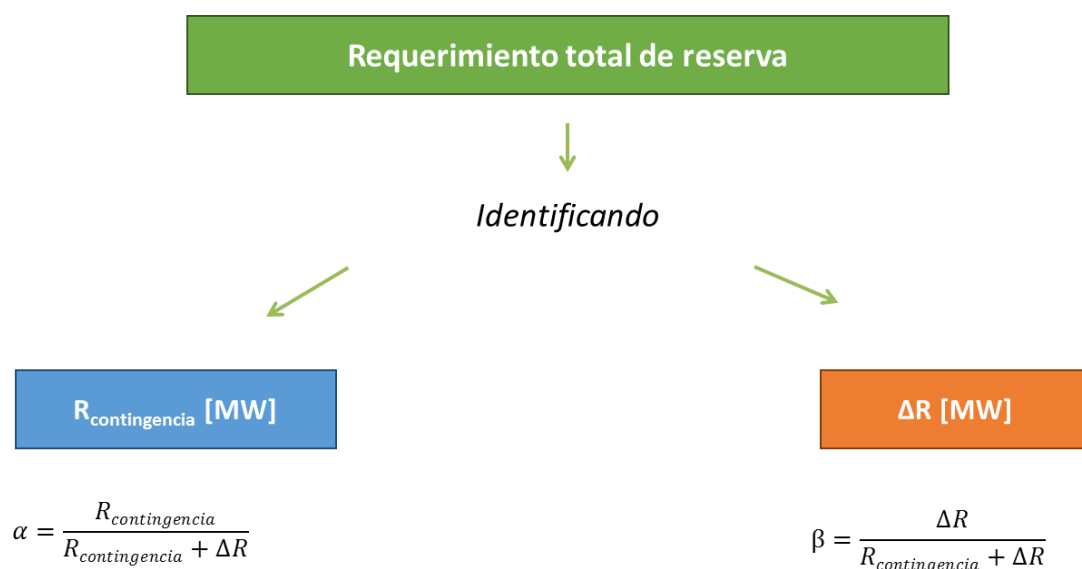 Requerimiento total de reserva
Identificando
R_contingencia [MW]
ΔR [MW]
α = R_contingencia / (R_contingencia + ΔR)
β = ΔR / (R_contingencia + ΔR)